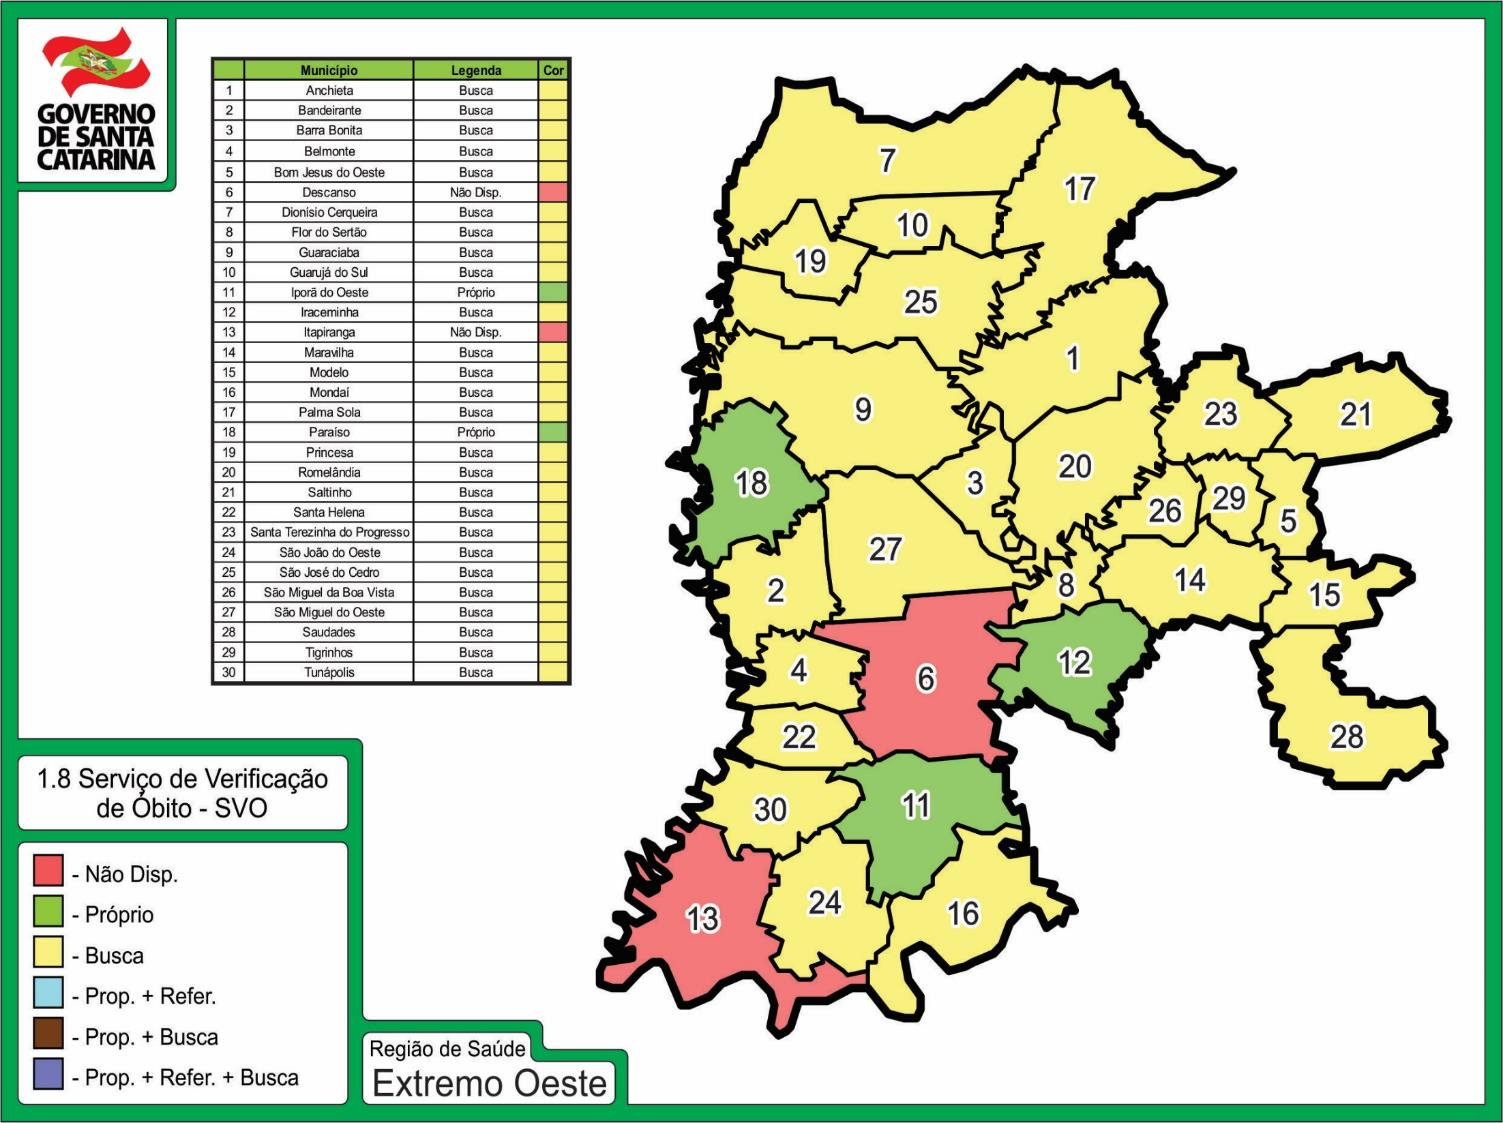 GOVERNO
DE SANTA
CATARINA
Município Legenda Cor
1 Anchieta Busca
2 Bandeirante Busca
3 Barra Bonita Busca
4 Belmonte Busca
5 Bom Jesus do Oeste Busca
6 Descanso Não Disp.
7 Dionísio Cerqueira Busca
8 Flor do Sertão Busca
9 Guaraciaba Busca
10 Guarujá do Sul Busca
11 Iporã do Oeste Próprio
12 Iraceminha Busca
13 Itapiranga Não Disp.
14 Maravilha Busca
15 Modelo Busca
16 Mondaí Busca
17 Palma Sola Busca
18 Paraíso Próprio
19 Princesa Busca
20 Romelândia Busca
21 Saltinho Busca
22 Santa Helena Busca
23 Santa Terezinha do Progresso Busca
24 São João do Oeste Busca
25 São José do Cedro Busca
26 São Miguel da Boa Vista Busca
27 São Miguel do Oeste Busca
28 Saudades Busca
29 Tigrinhos Busca
30 Tunápolis Busca
7
17
10
19
25
1
9
23
21
18
3
20
26
29
5
27
2
8
14
15
4
6
12
22
28
30
11
13
24
16
1.8 Serviço de Verificação
de Óbito - SVO
- Não Disp.
- Próprio
- Busca
- Prop. + Refer.
- Prop. + Busca
- Prop. + Refer. + Busca
Região de Saúde
Extremo Oeste